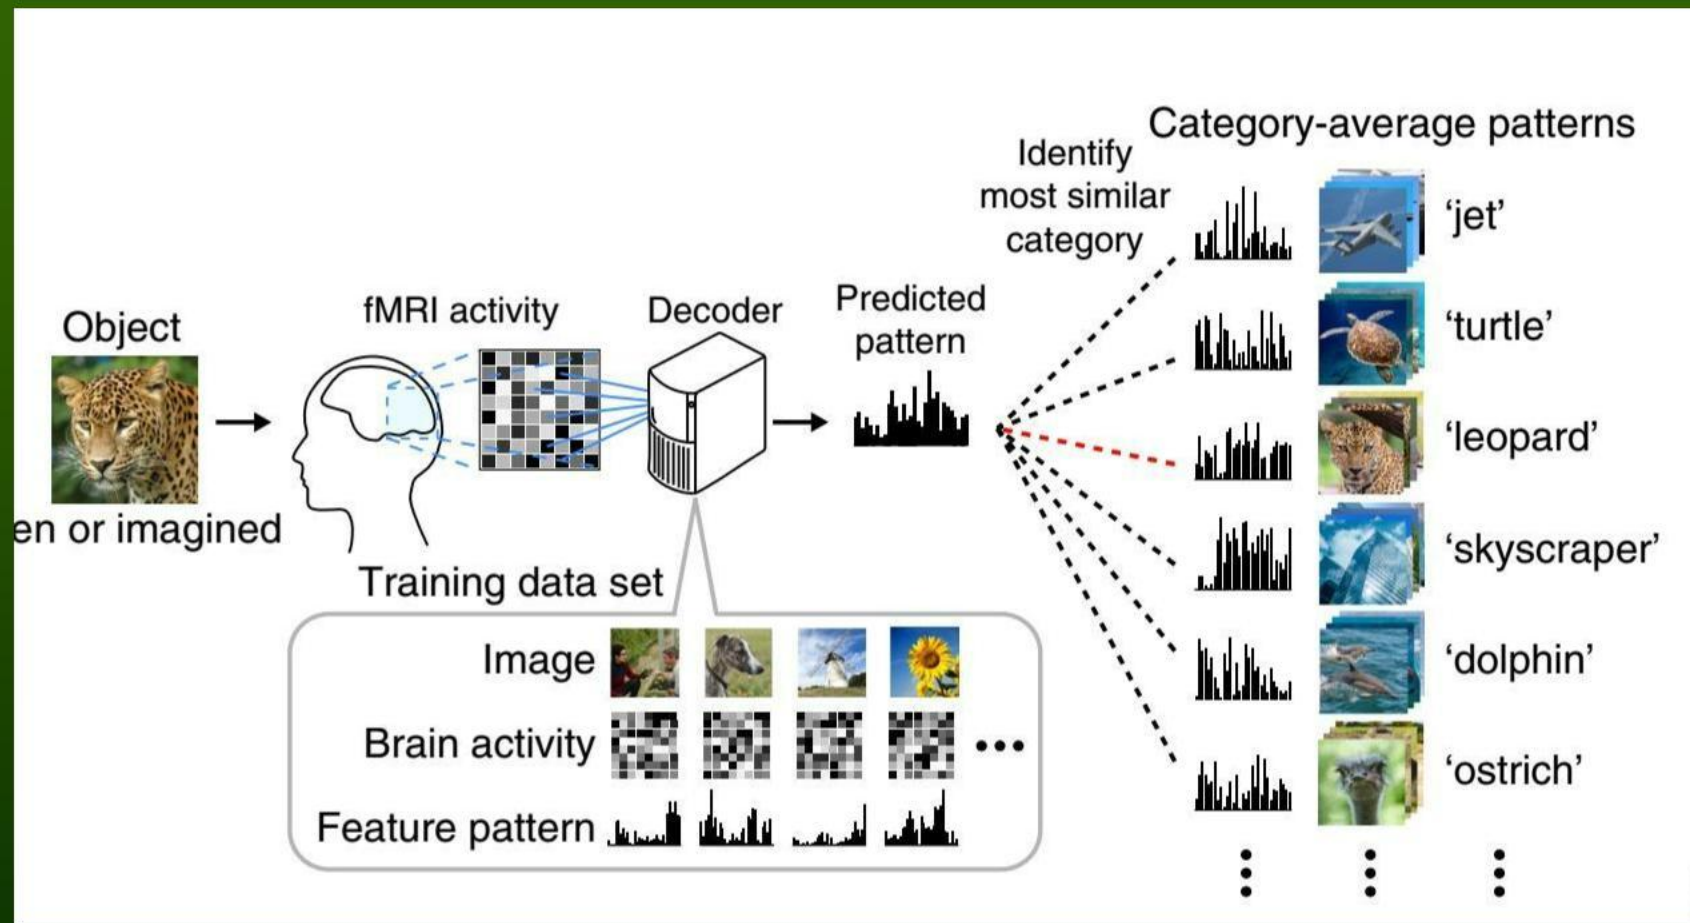 Category-average patterns
Identify
most similar
category
‘jet’
Object
fMRI activity
Decoder
Predicted
pattern
‘turtle’
‘leopard’
en or imagined
‘skyscraper’
Training data set
Image
Brain activity
Feature pattern
‘dolphin’
‘ostrich’